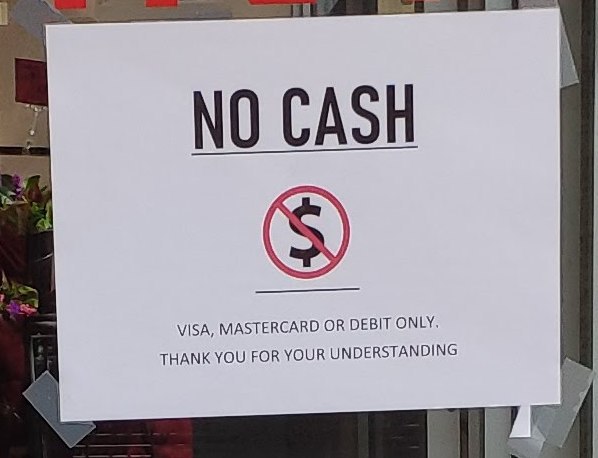 NO CASH
$
VISA, MASTERCARD OR DEBIT ONLY.
THANK YOU FOR YOUR UNDERSTANDING